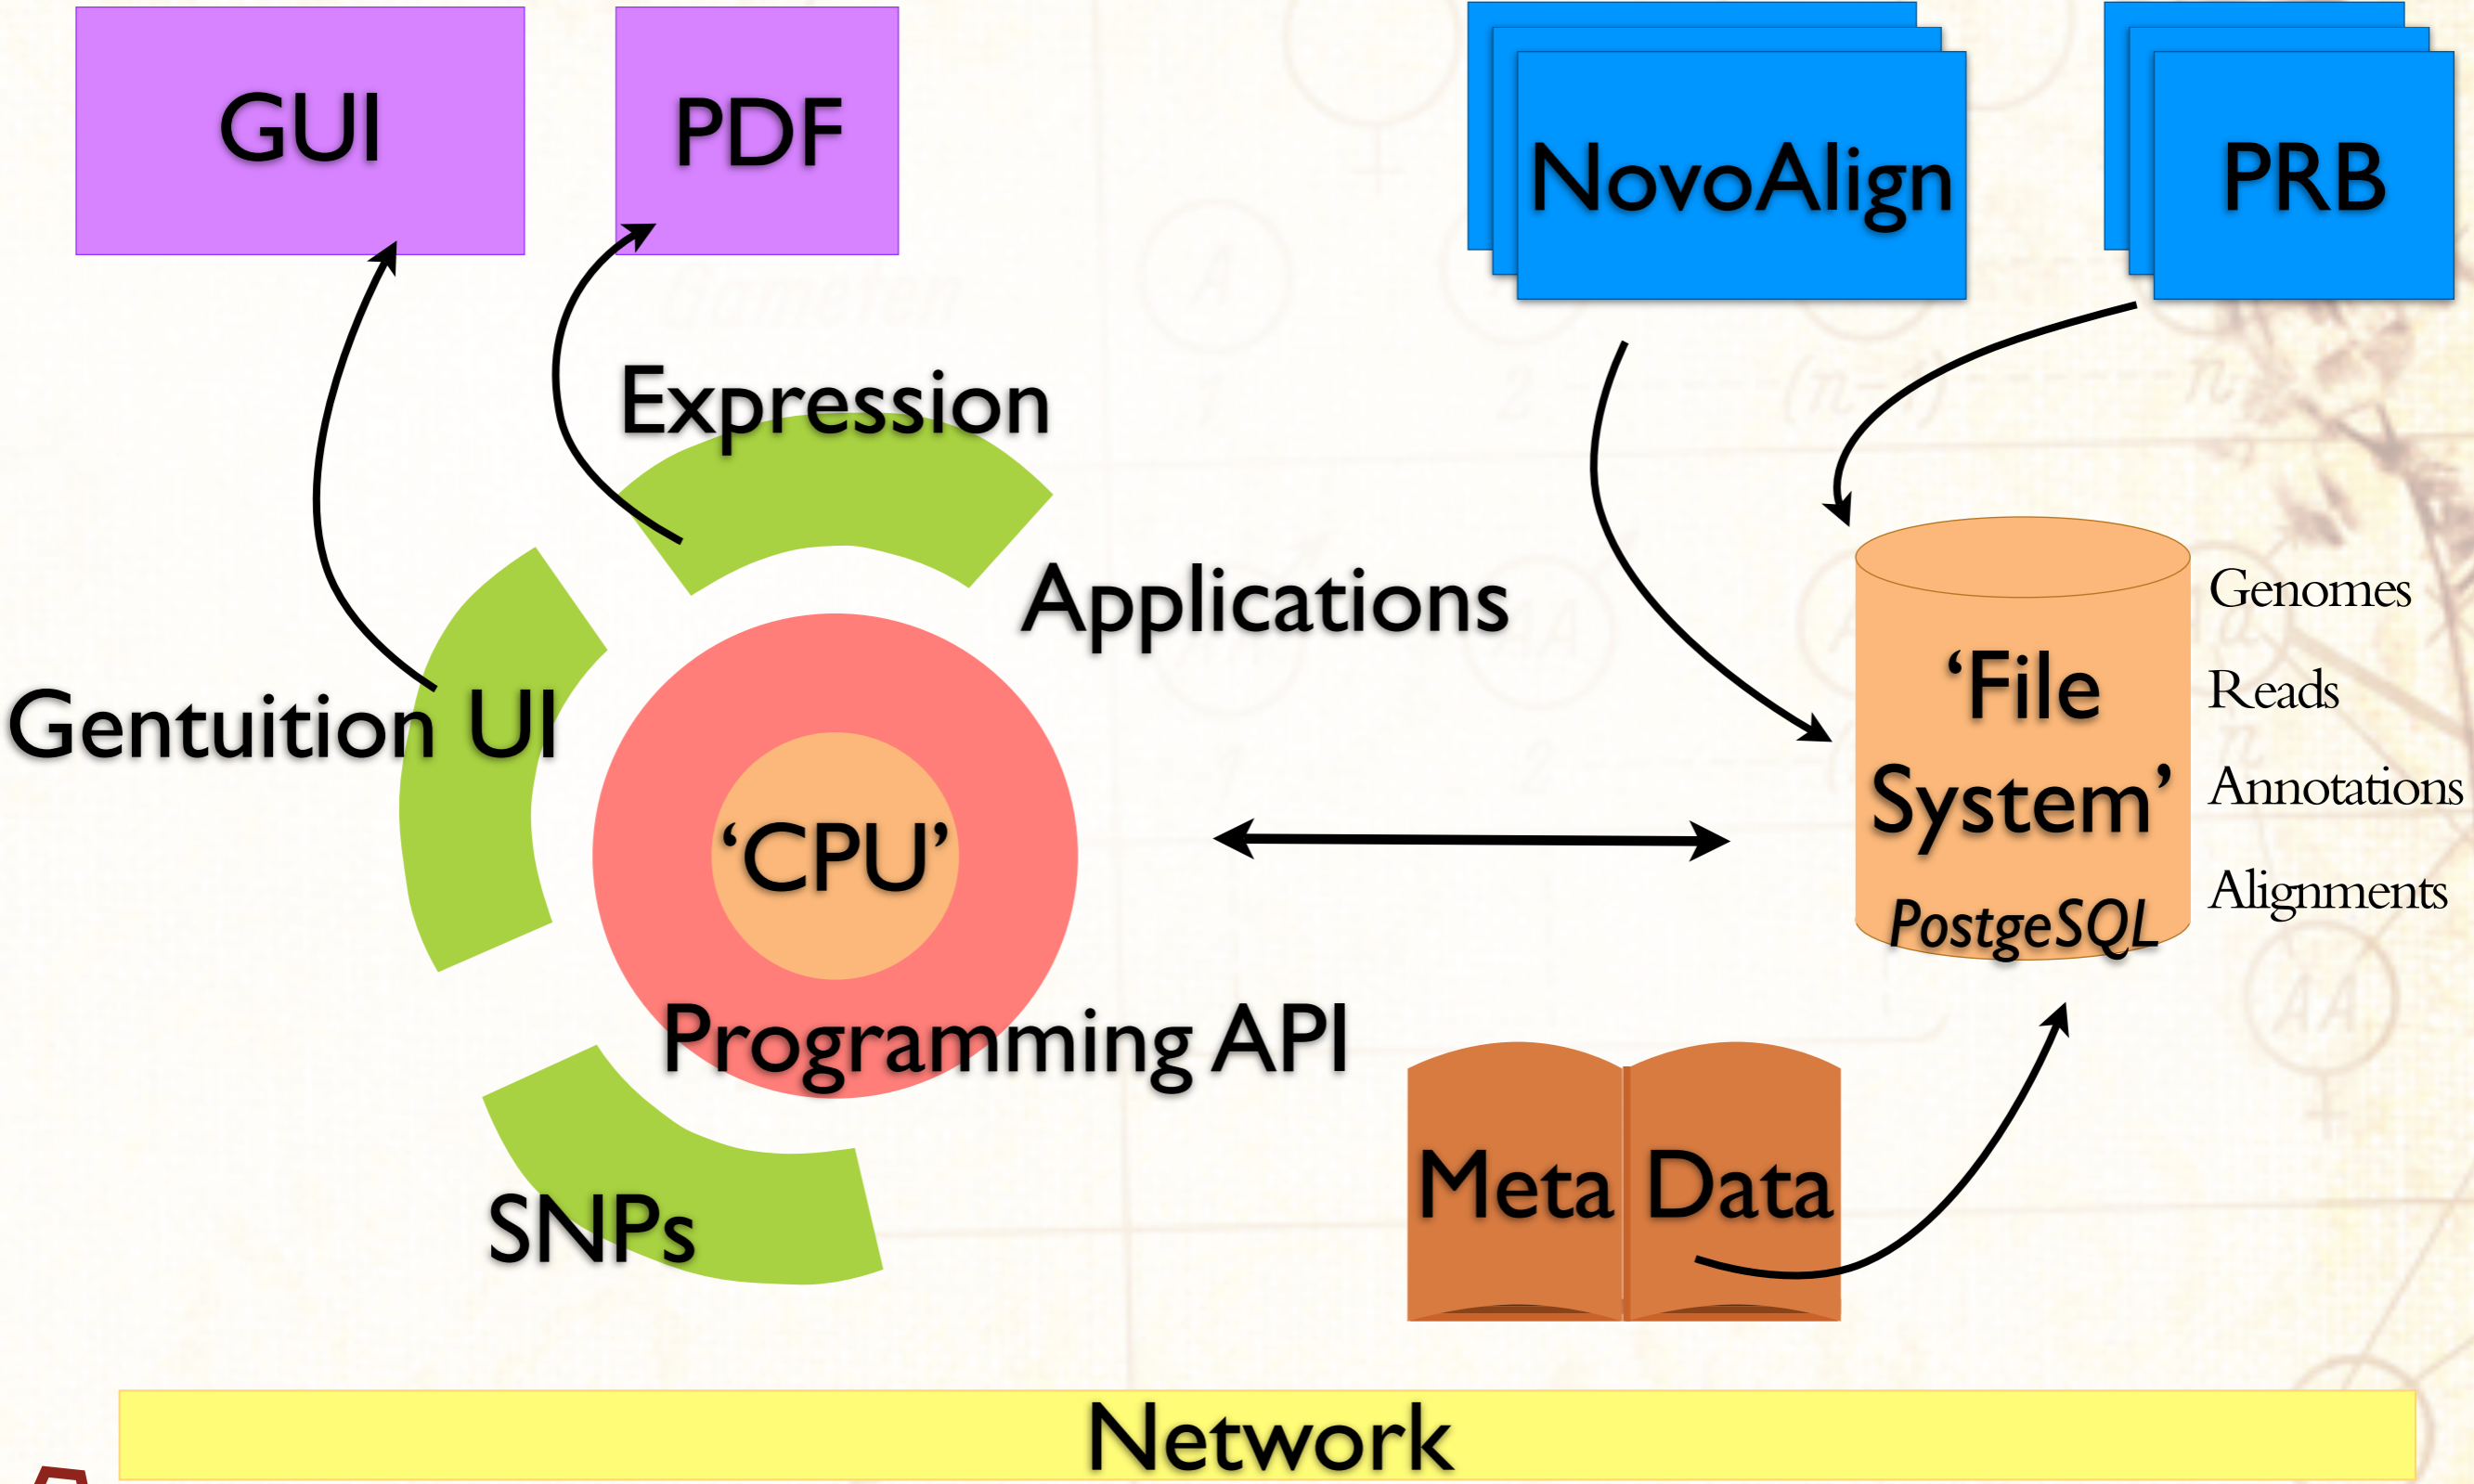 GUI
PDF
NovoAlign
PRB
Gameten
Expression
Applications
Gentuition UI
‘CPU’
Programming API
SNPs
‘File
System’
PostgeSQL
Genomes
Reads
Annotations
Alignments
Meta Data
Network